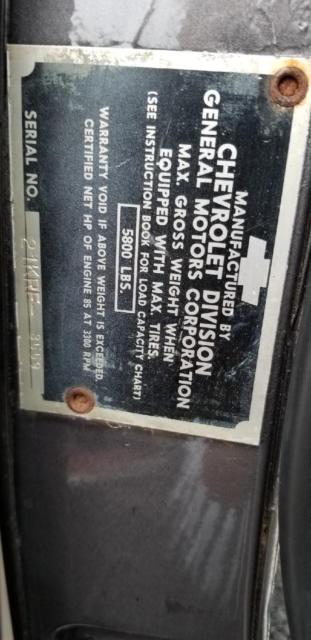 MANUFACTURED BY
CHEVROLET DIVISION
GENERAL MOTORS CORPORATION
MAX. GROSS WEIGHT WHEN
EQUIPPED WITH MAX. TIRES.
(SEE INSTRUCTION BOOK FOR LOAD CAPACITY CHART)
5800 LBS.
WARRANTY VOID IF ABOVE WEIGHT IS EXCEEDED.
CERTIFIED NET HP OF ENGINE 85 AT 3300 RPM
SERIAL NO.